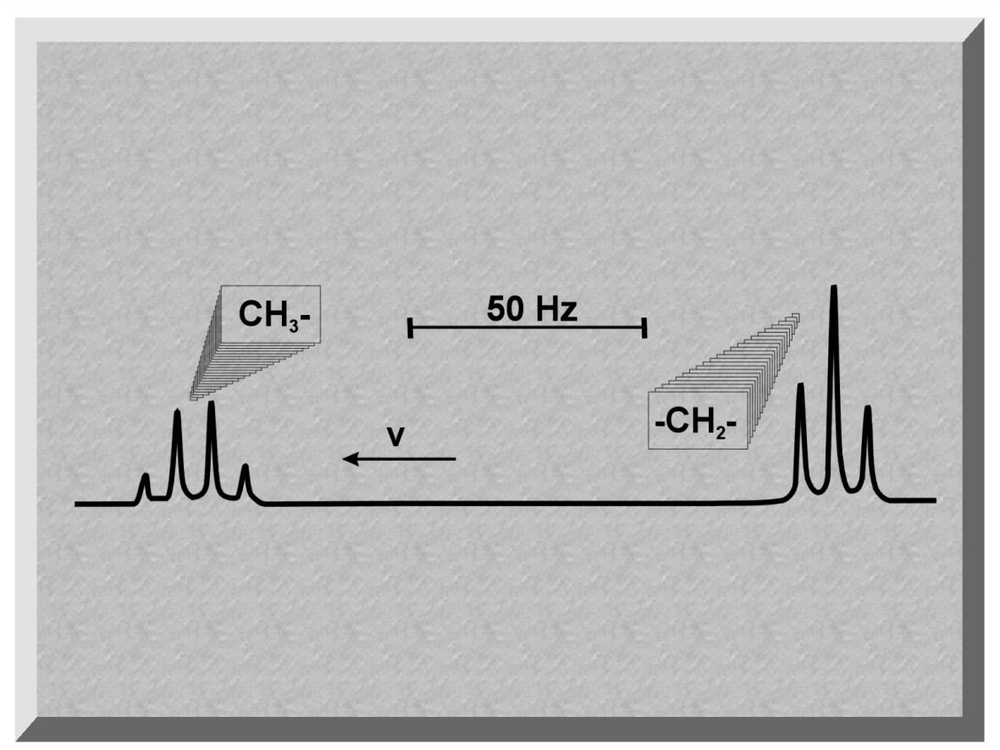 CH₃-
50 Hz
-CH₂-
v